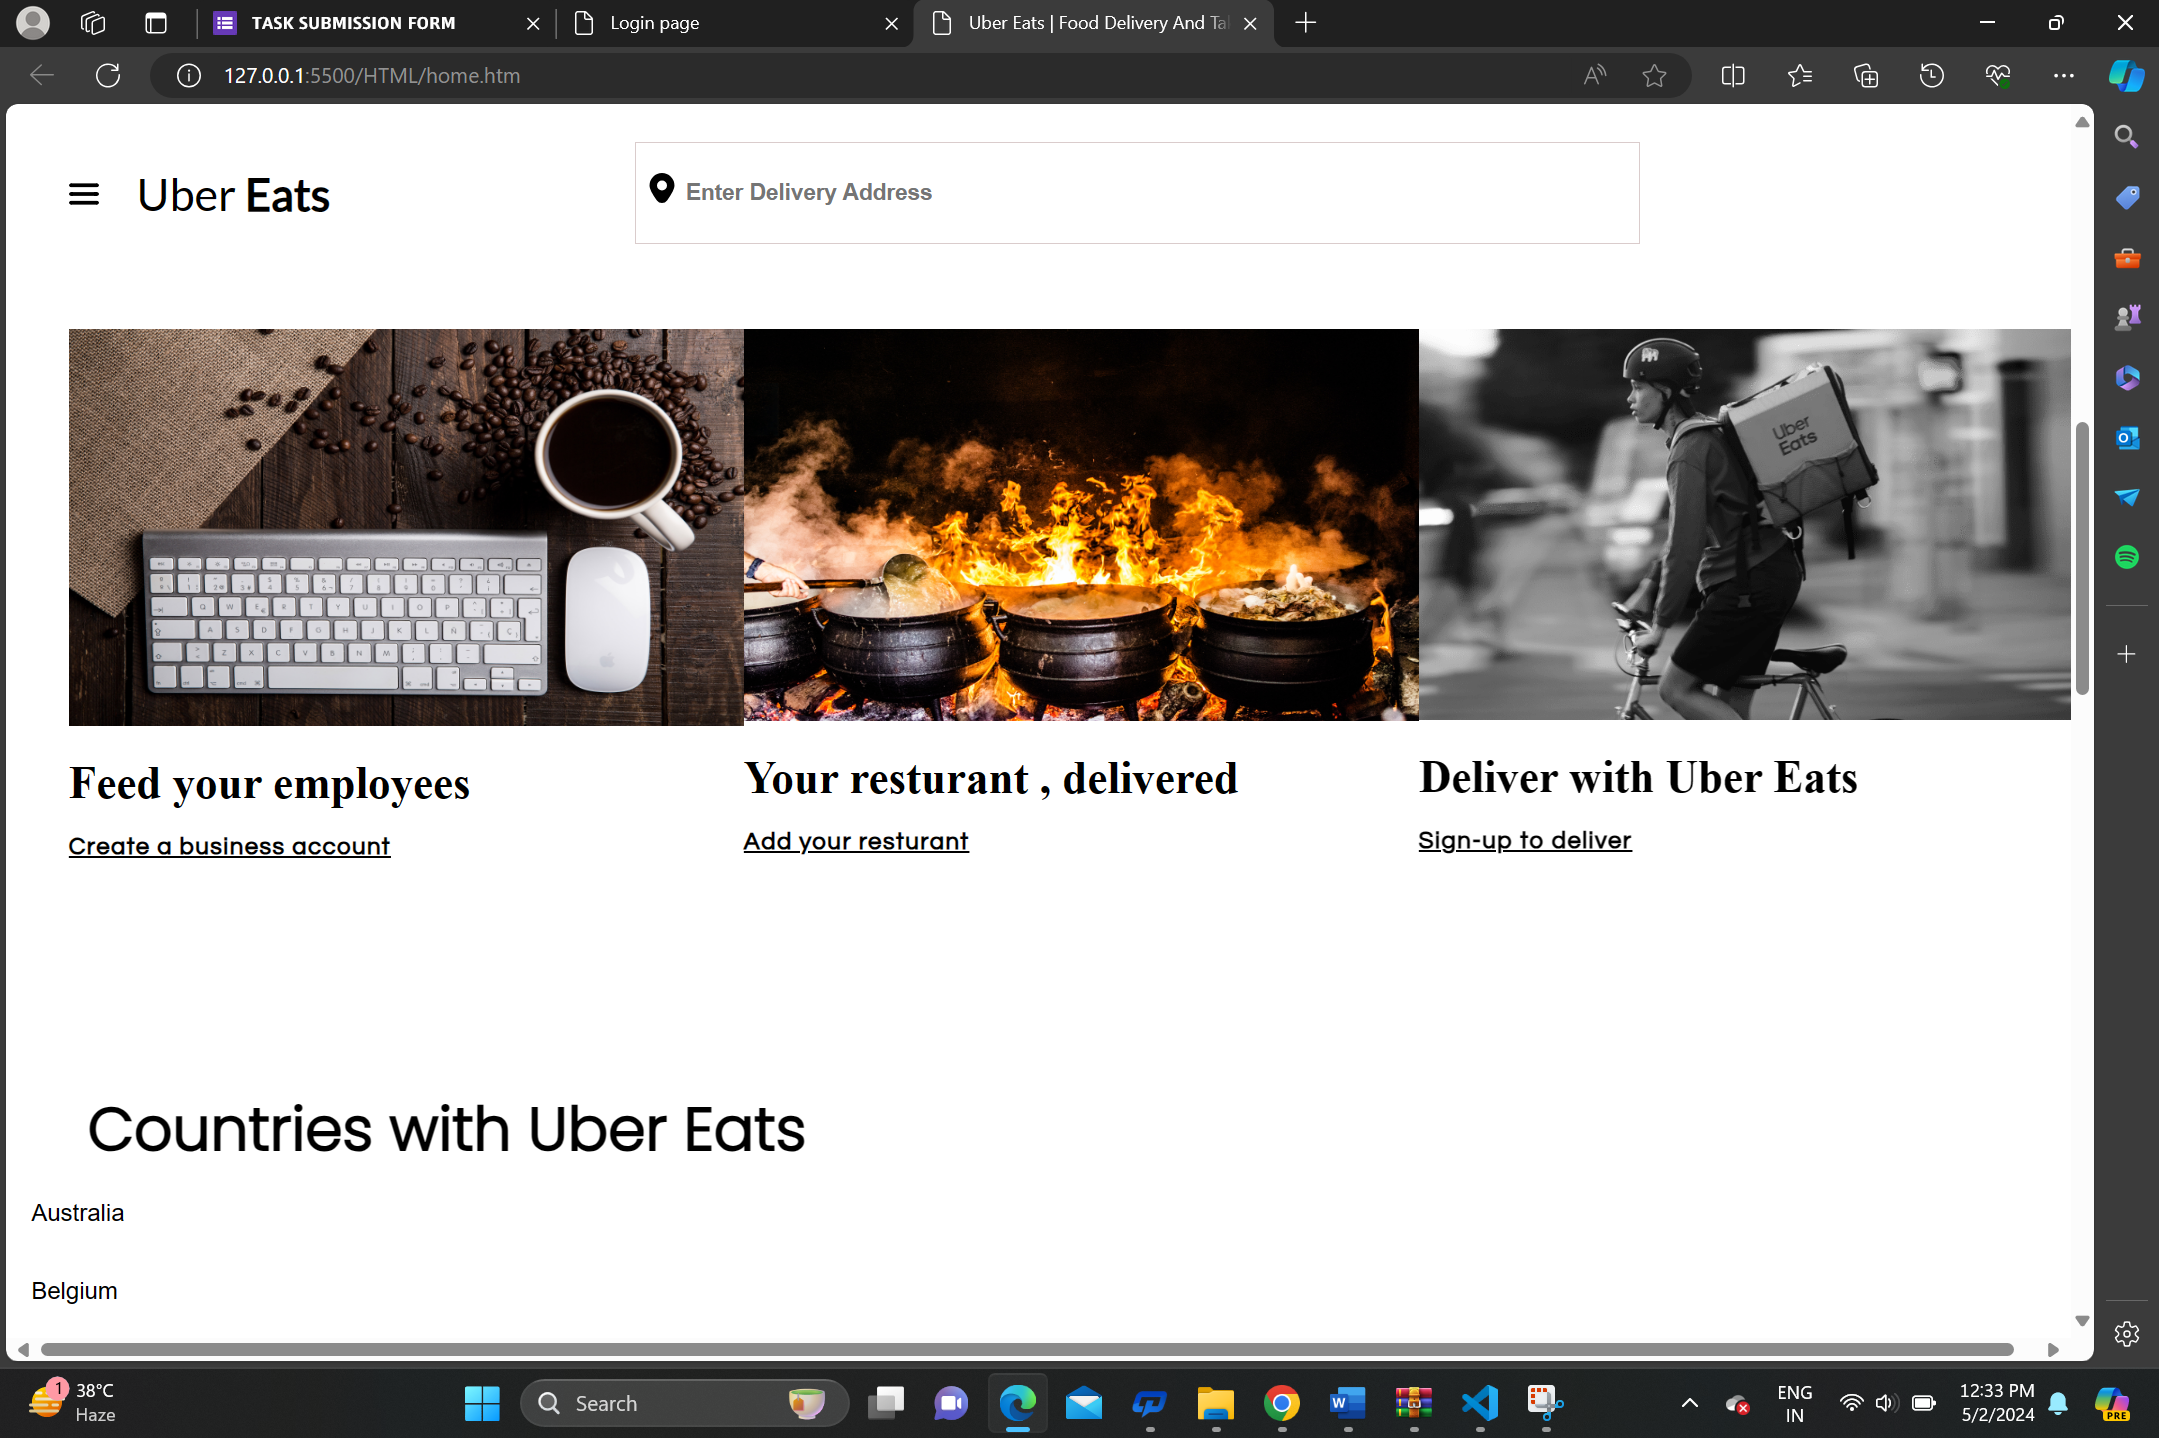 TASK SUBMISSION FORM
Login page
Uber Eats | Food Delivery And Ta
127.0.0.1:5500/HTML/home.htm
Uber Eats
Enter Delivery Address
Uber
Eats
Feed your employees
Your resturant , delivered
Deliver with Uber Eats
Create a business account
Add your resturant
Sign-up to deliver
Countries with Uber Eats
Australia
Belgium
1
38°C
Haze
Search
ENG
IN
12:33 PM
5/2/2024
PRE